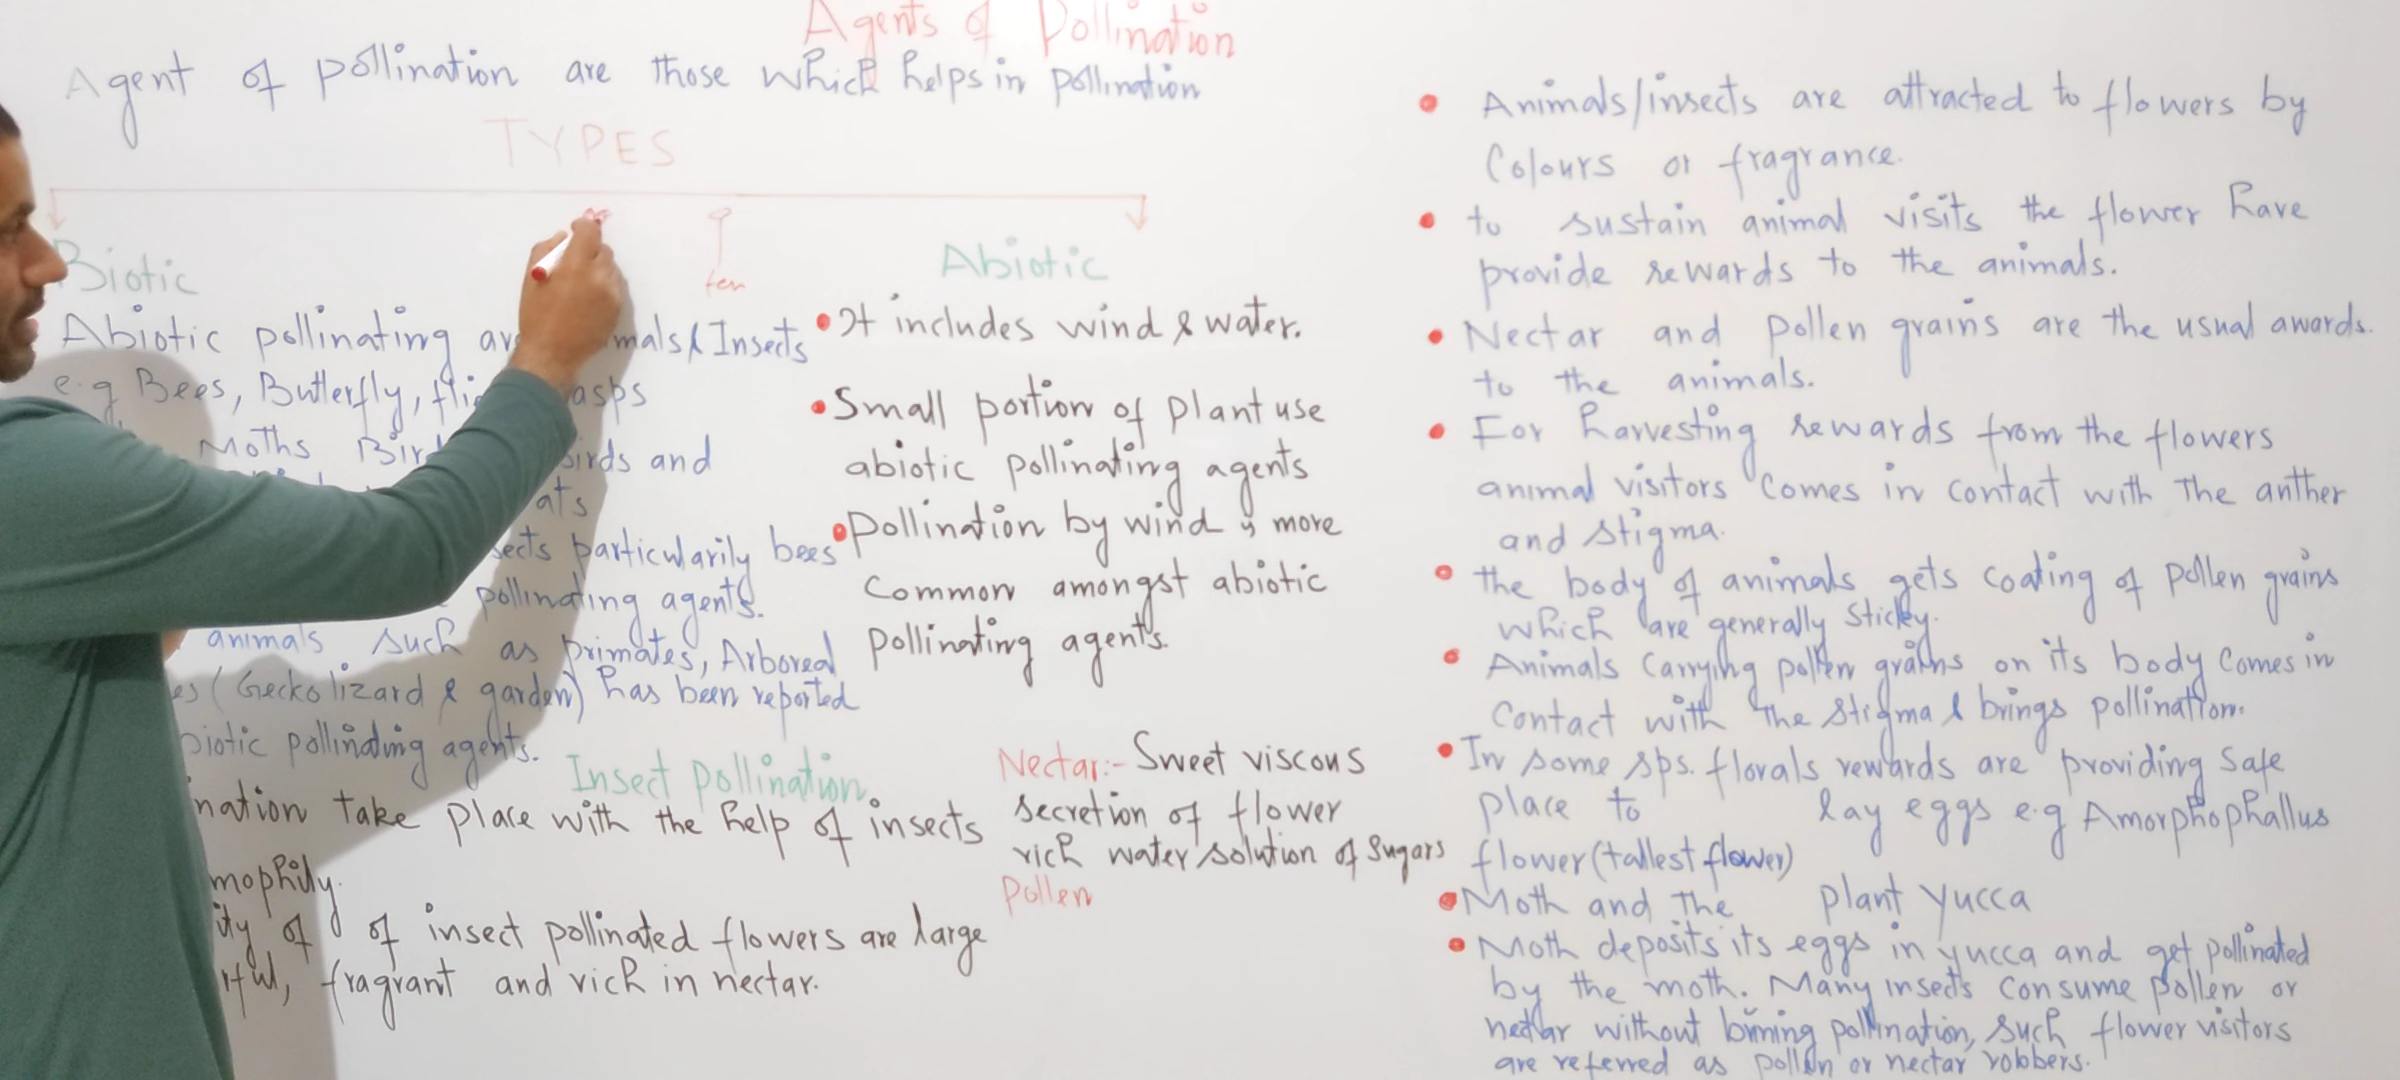 Agents of Pollination
Agent of pollination are those which helps in pollination
TYPES
Biotic
Abiotic pollinating mals & Insects
e.g Bees, Butterfly, asps
Moths Birds and
ats
sects particularily bees
pollinating agents.
animals such as primates, Arboreal
es (Gecko lizard & garden) has been reported
biotic pollinating agents.
Insect pollination
nation take place with the help of insects
mophily.
ity of of insect pollinated flowers are large
fragrant and rich in nectar.
fem
Abiotic
• It includes wind & water.
• Small portion of plant use
abiotic pollinating agents
• Pollination by wind is more
Common amongst abiotic
pollinating agents.
Nectar:- Sweet viscous
secretion of flower
rich water solution of Sugars
Pollen
• Animals/insects are attracted to flowers by
Colours or fragrance.
• to sustain animal visits the flower have
provide rewards to the animals.
• Nectar and pollen grains are the usual awards.
to the animals.
• For harvesting rewards from the flowers
animal visitors comes in contact with the anther
and stigma.
• the body of animals gets coating of pollen grains
which are generally sticky.
• Animals carrying pollen grains on its body comes in
contact with the stigma & brings pollination.
• In some sps. florals rewards are providing safe
place to lay eggs e.g Amorphophallus
flower (tallest flower)
• Moth and the plant yucca
• Moth deposits its eggs in yucca and get pollinated
by the moth. Many insects consume pollen or
nectar without pollination, such flower visitors
are referred as pollen or nectar robbers.